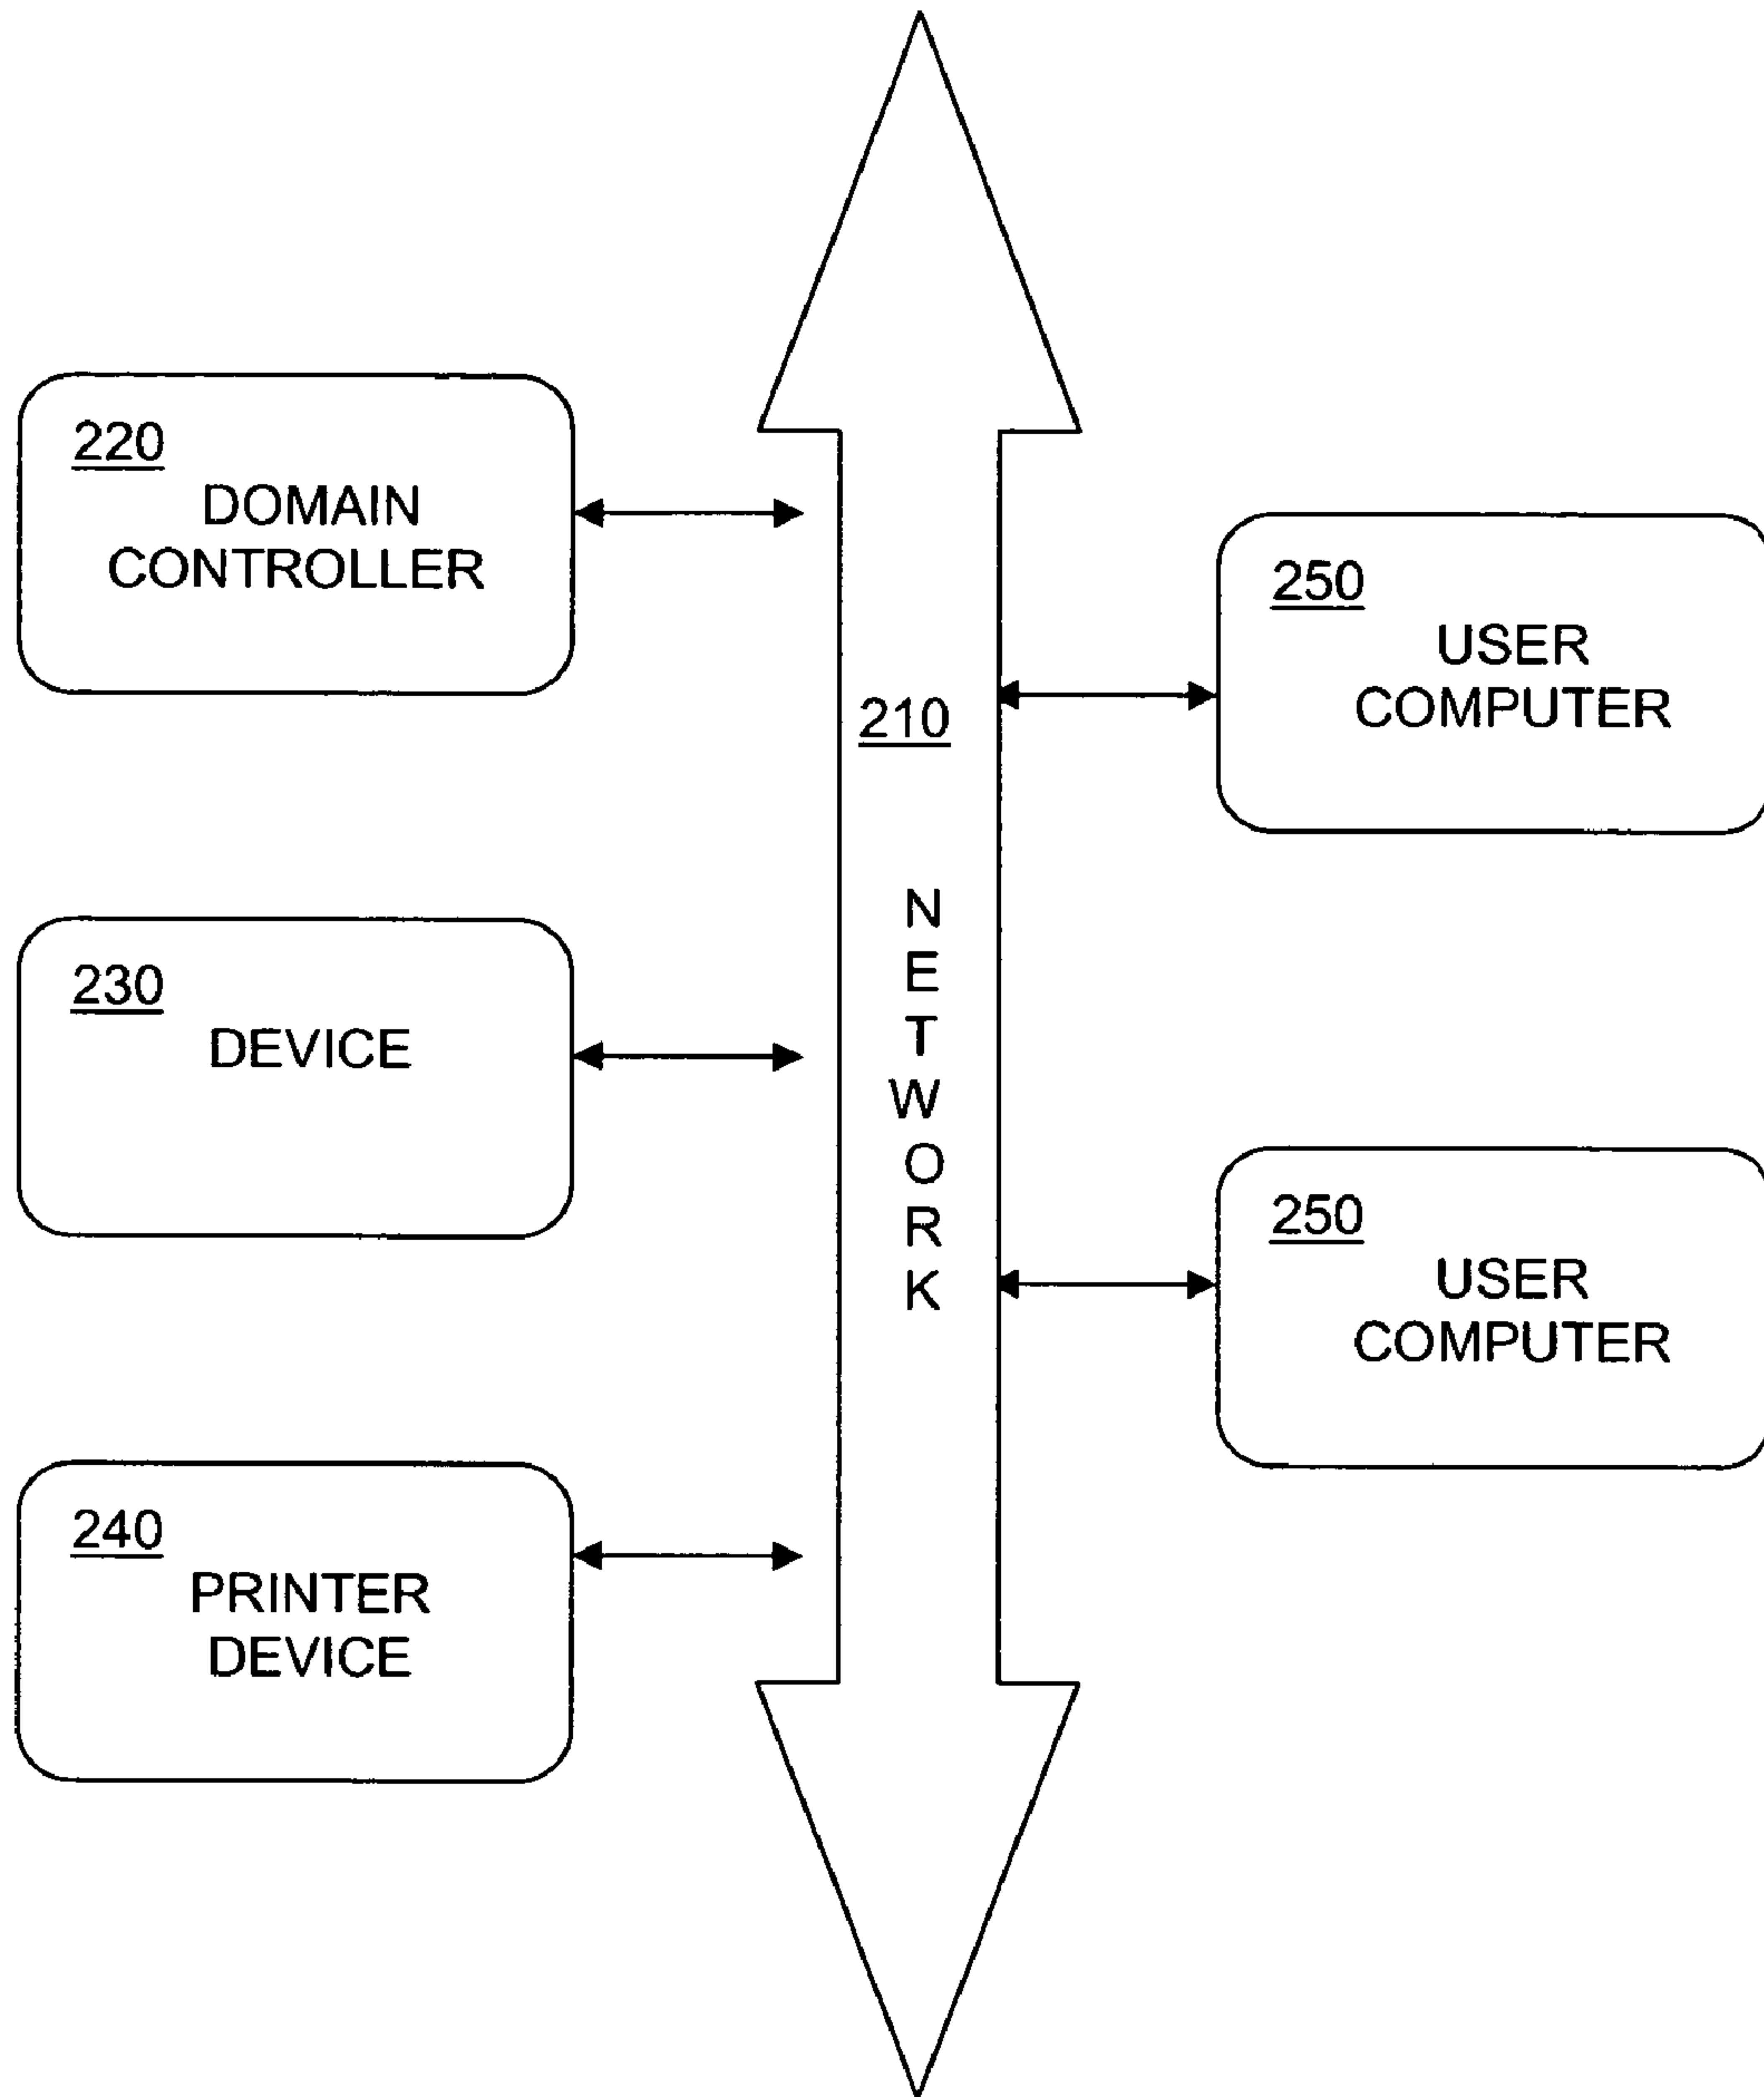 220
DOMAIN
CONTROLLER
230
DEVICE
240
PRINTER
DEVICE
210
N
E
T
W
O
R
K
250
USER
COMPUTER
250
USER
COMPUTER